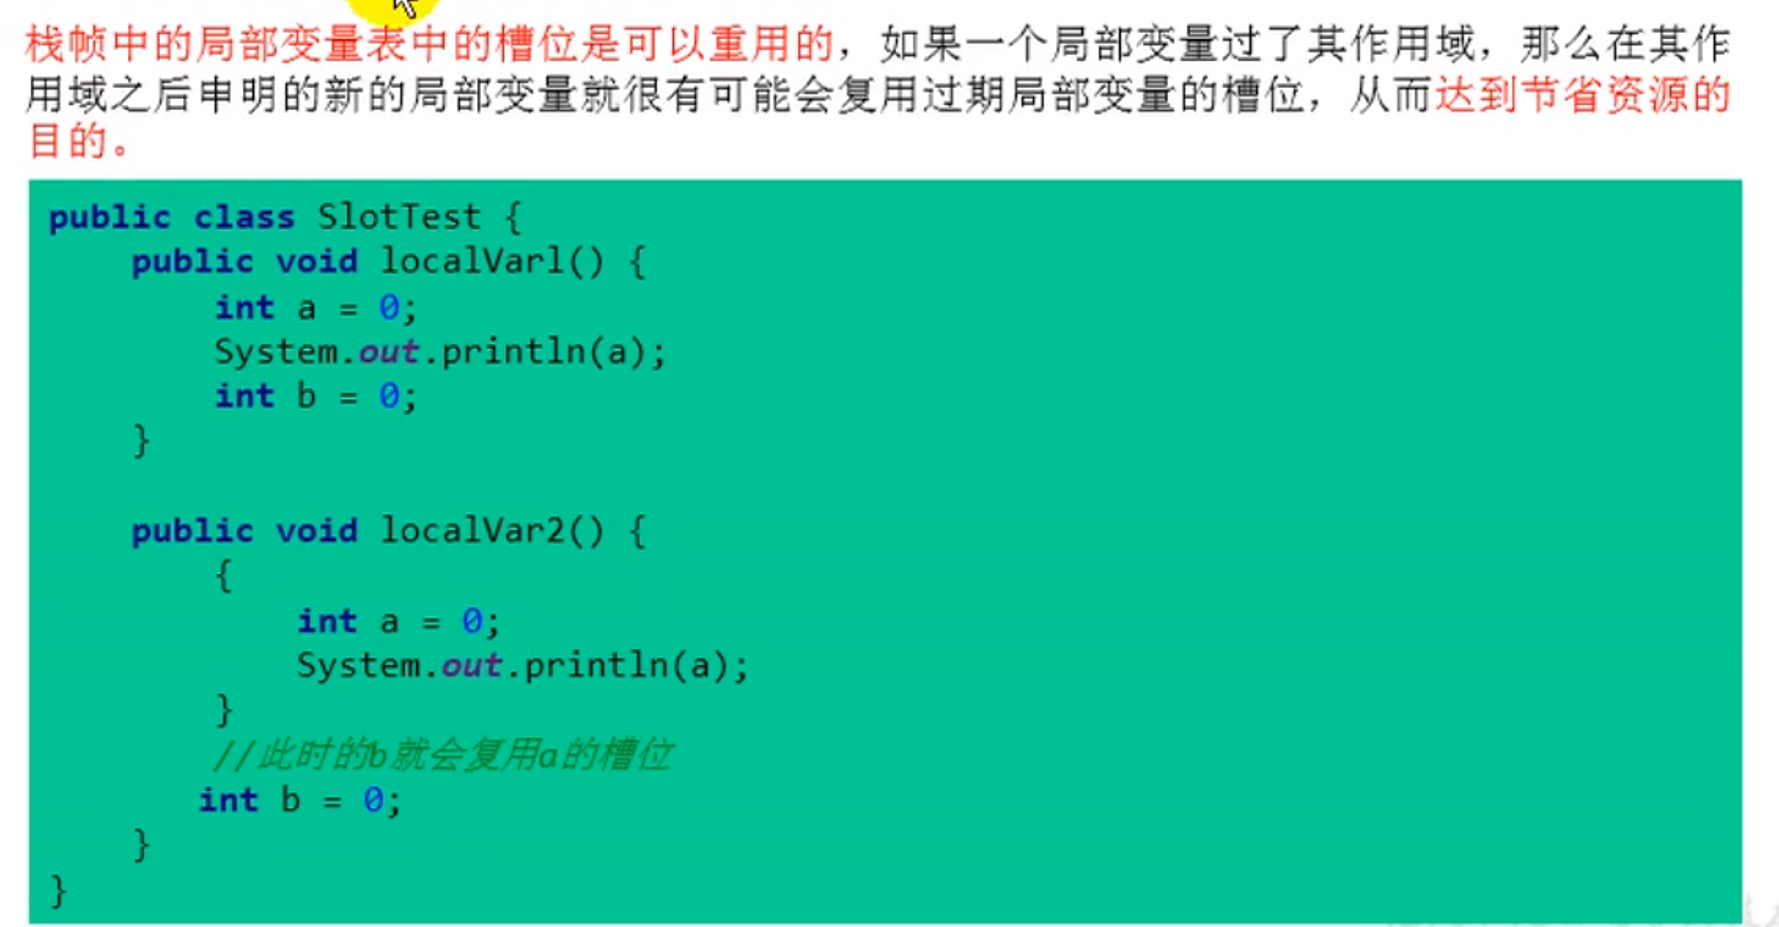 栈帧中的局部变量表中的槽位是可以重用的，如果一个局部变量过了其作用域，那么在其作
用域之后申明的新的局部变量就很有可能会复用过期局部变量的槽位，从而达到节省资源的
目的。
public class SlotTest {
public void localVarl() {
int a = 0;
System.out.println(a);
int b = 0;
}
public void localVar2() {
{
int a = 0;
System.out.println(a);
}
//此时的b就会复用a的槽位
int b = 0;
}
}